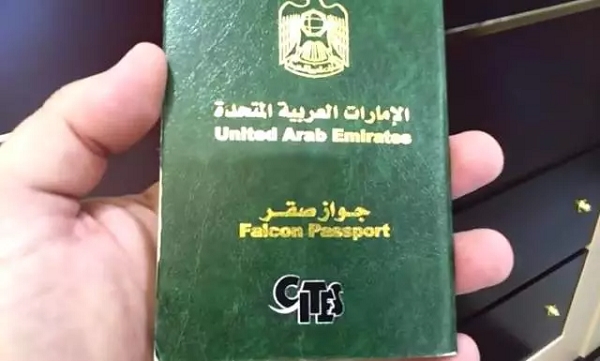 الإمارات العربية المتحدة
United Arab Emirates
جواز صقر
Falcon Passport
CITES